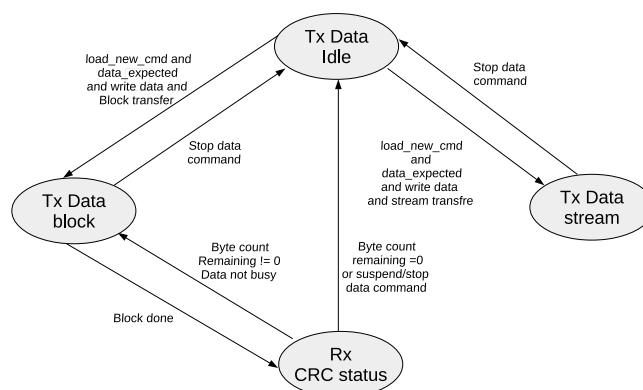 Tx Data
Idle
load_new_cmd and
data_expected
and write data and
Block transfer
Stop data
command
Stop data
command
load_new_cmd
and
data_expected
and write data
and stream transfre
Tx Data
block
Tx Data
stream
Byte count
Remaining != 0
Data not busy
Byte count
remaining =0
or suspend/stop
data command
Block done
Rx
CRC status